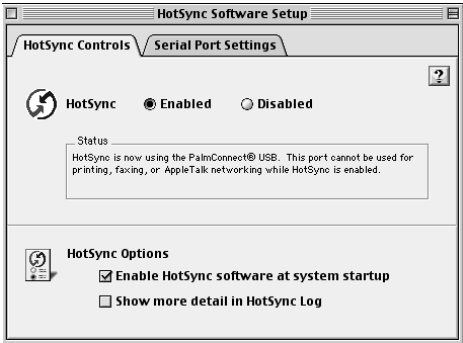 HotSync Software Setup
HotSync Controls
Serial Port Settings
?
HotSync Enabled Disabled
Status
HotSync is now using the PalmConnect® USB. This port cannot be used for
printing, faxing, or AppleTalk networking while HotSync is enabled.
HotSync Options
Enable HotSync software at system startup
Show more detail in HotSync Log